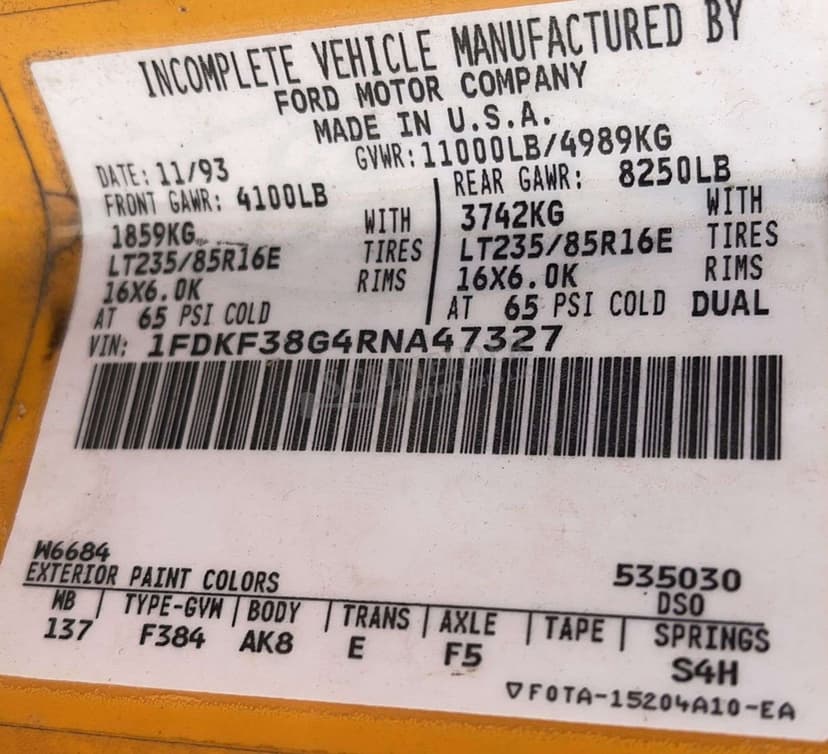 INCOMPLETE VEHICLE MANUFACTURED BY
FORD MOTOR COMPANY
MADE IN U.S.A.
DATE: 11/93 GVWR: 11000LB/4989KG
FRONT GAWR: 4100LB REAR GAWR: 8250LB
1859KG WITH 3742KG WITH
LT235/85R16E TIRES LT235/85R16E TIRES
16X6.0K RIMS 16X6.0K RIMS
AT 65 PSI COLD AT 65 PSI COLD DUAL
VIN: 1FDKF38G4RNA47327
W6684 535030
EXTERIOR PAINT COLORS DSO
WB | TYPE-GVW | BODY | TRANS | AXLE | TAPE | SPRINGS
137 F384 AK8 E F5 S4H
▽F0TA-15204A10-EA